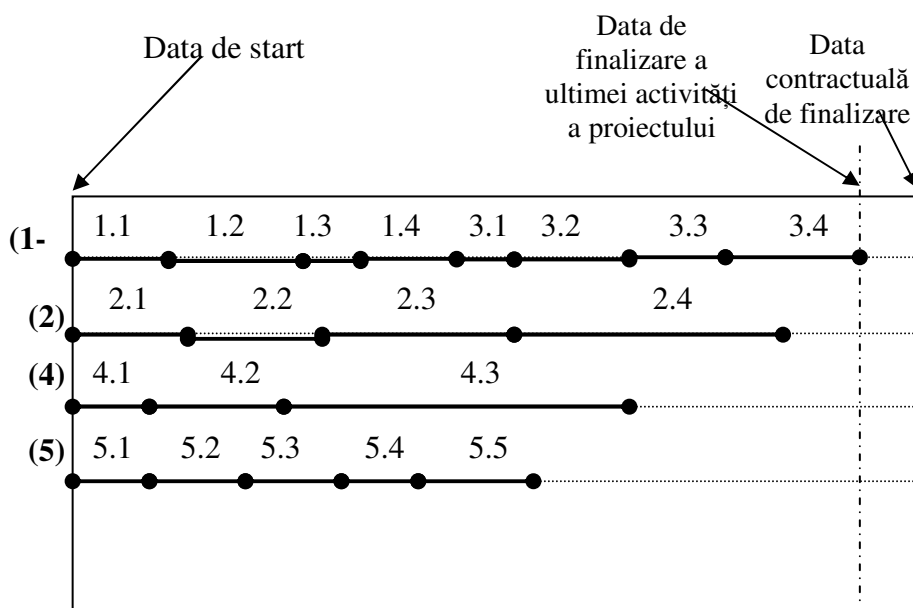 Data de start
Data de
finalizare a
ultimei activități
a proiectului
Data
contractuală
de finalizare
(1-
1.1 1.2 1.3 1.4 3.1 3.2 3.3 3.4
(2)
2.1 2.2 2.3 2.4
(4)
4.1 4.2 4.3
(5)
5.1 5.2 5.3 5.4 5.5